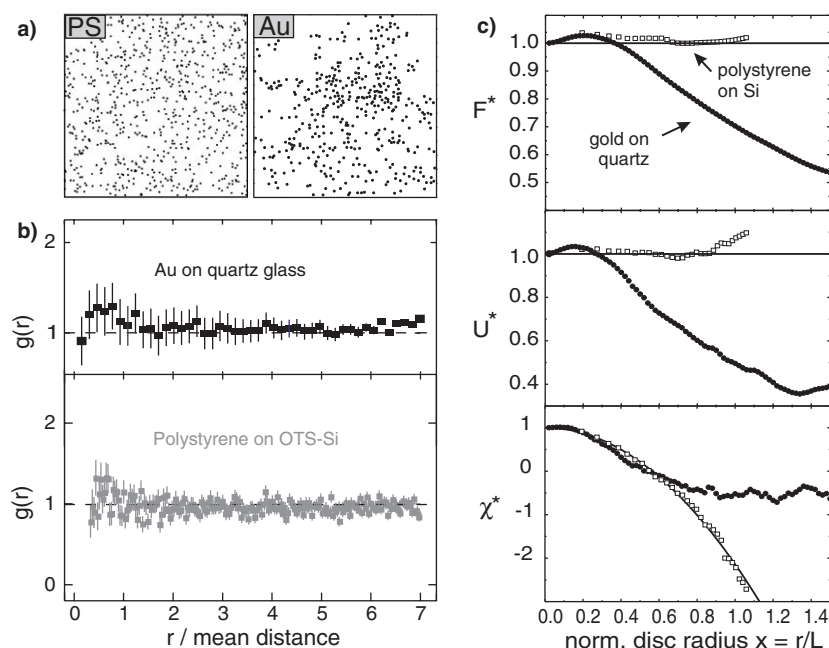 a)
PS
Au
b)
2
Au on quartz glass
g(r)
1
2
Polystyrene on OTS-Si
g(r)
1
0
0 1 2 3 4 5 6 7
r / mean distance
c)
1.0
0.9
F*
0.8
0.7
0.6
0.5
polystyrene
on Si
gold on
quartz
1.0
0.8
U*
0.6
0.4
1
0
χ*
-1
-2
0.0 0.2 0.4 0.6 0.8 1.0 1.2 1.4
norm. disc radius x = r/L